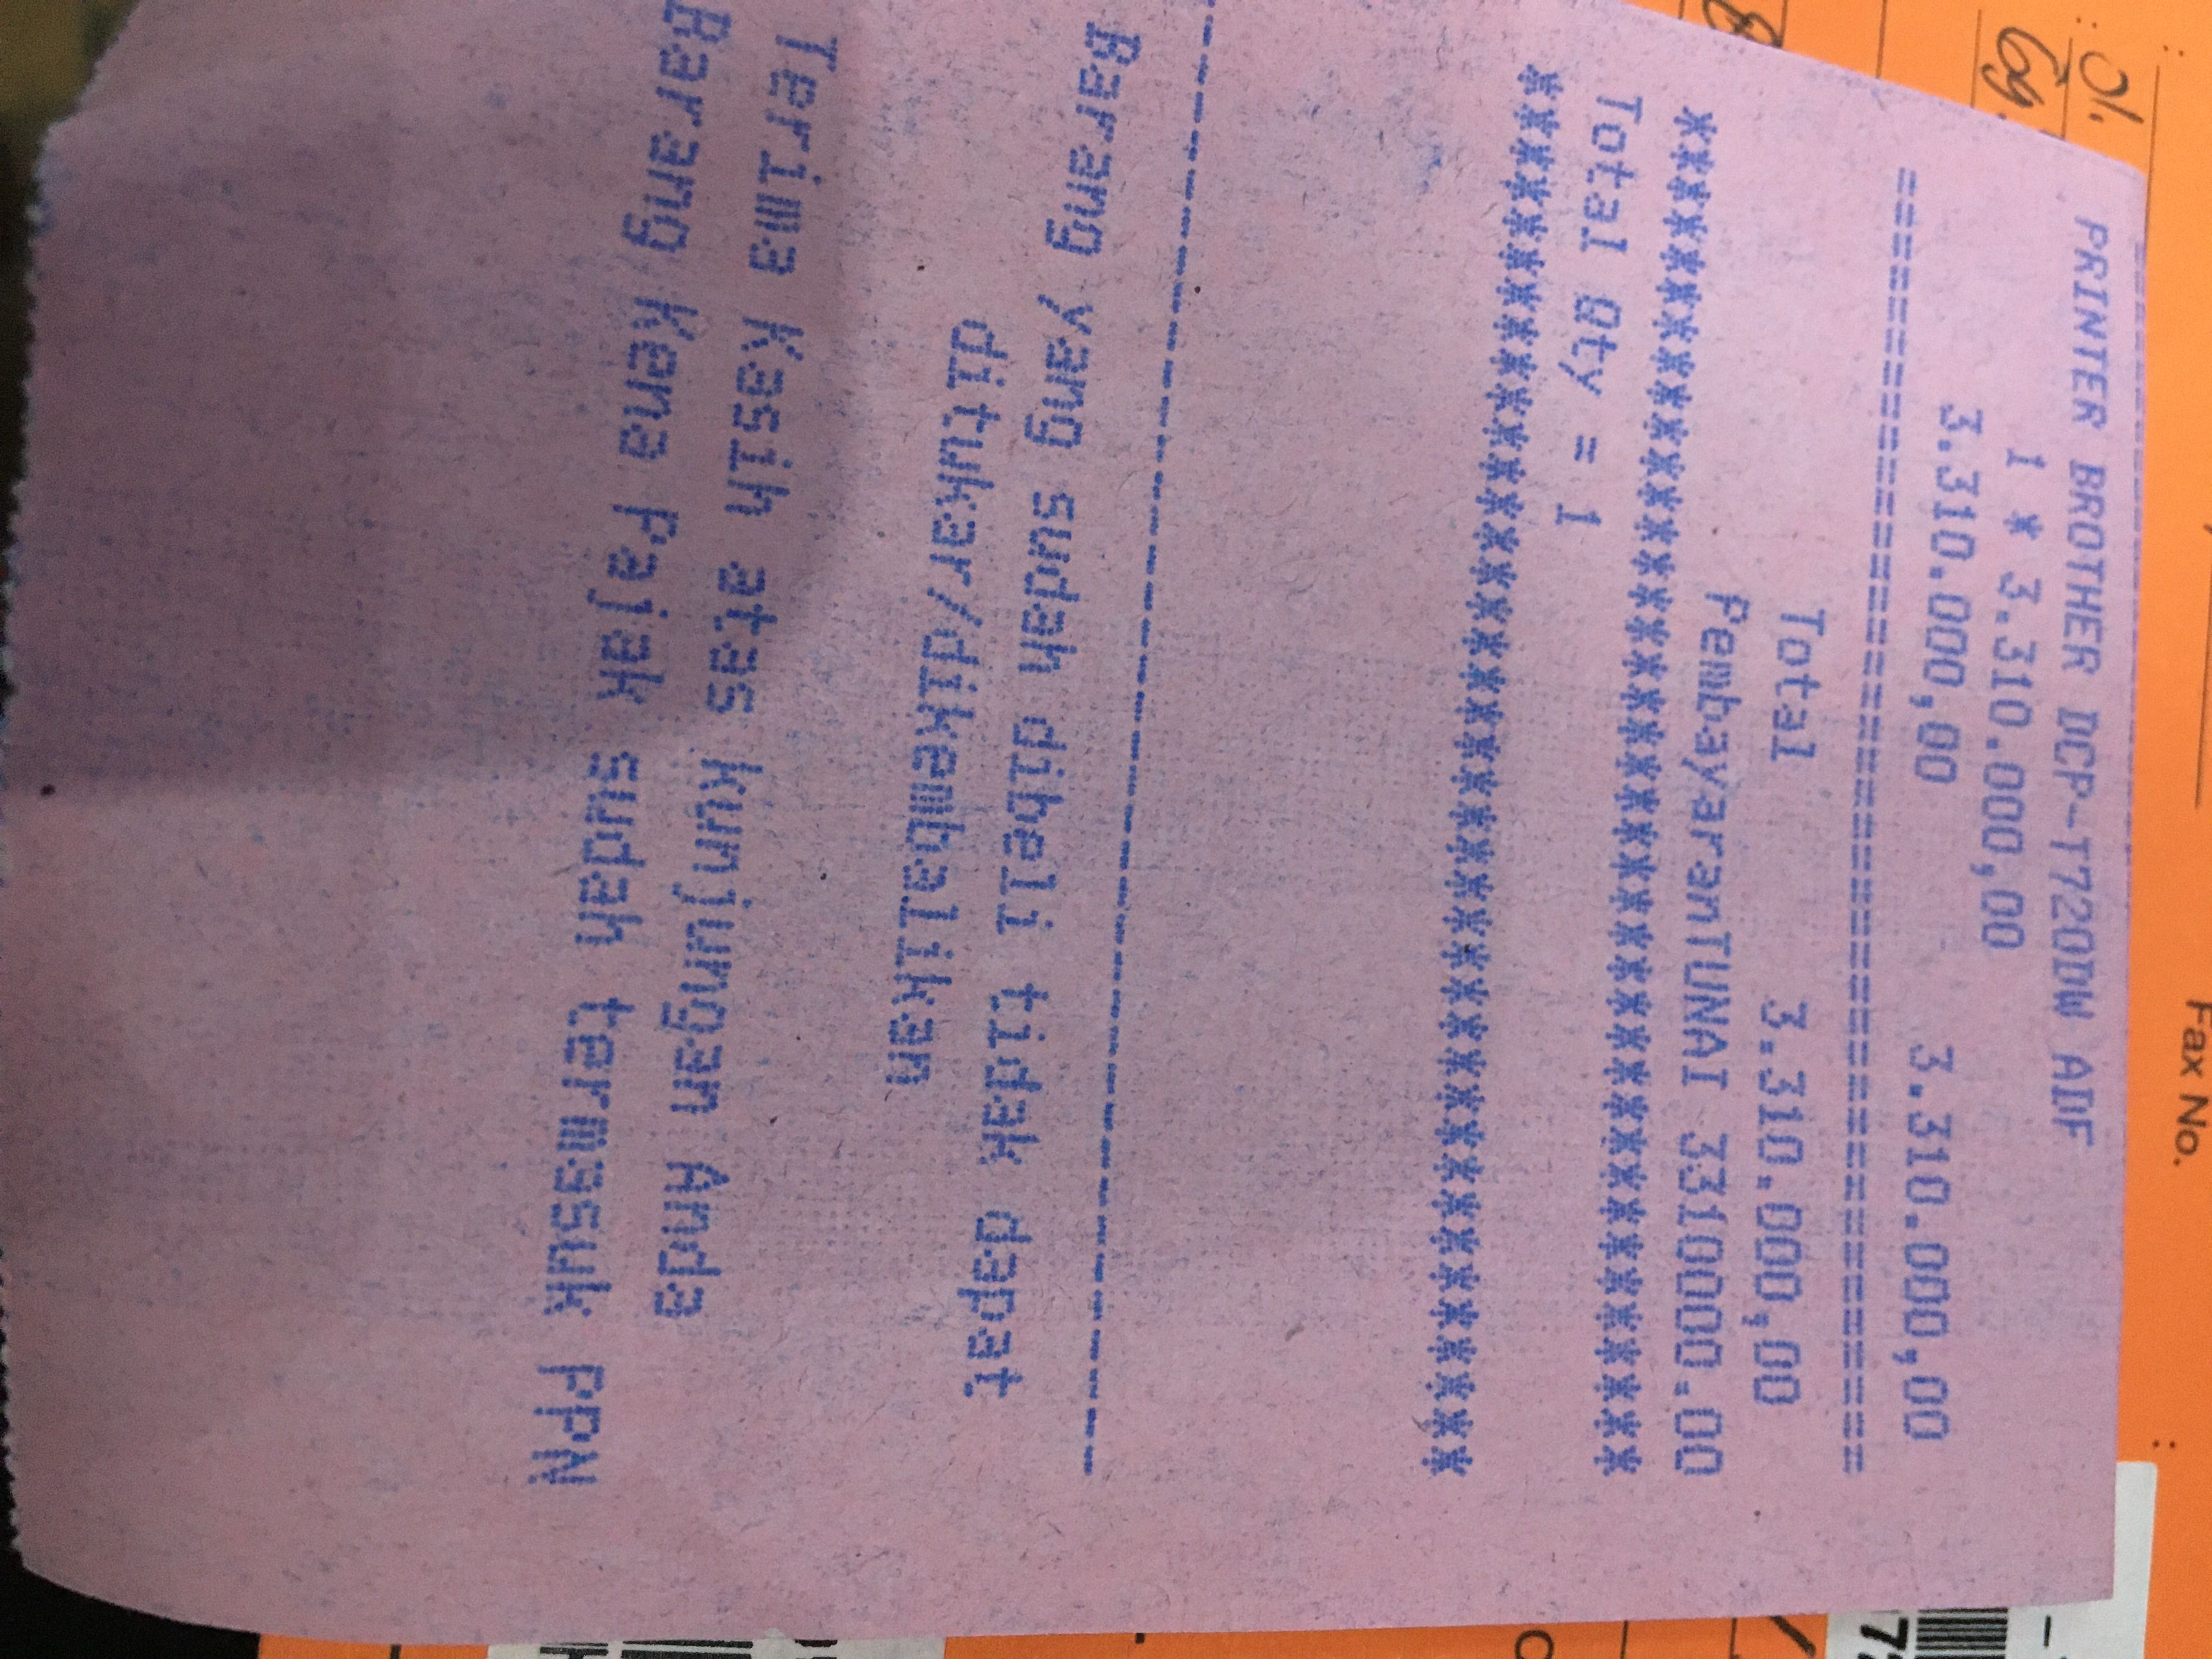 PRINTER BROTHER DCP-T720DW ADF
1 * 3.310.000,00
3.310.000,00 3.310.000,00
====================================
Total 3.310.000,00
PembayaranTUNAI 3310000.00
****************************************
Total Qty = 1
****************************************
----------------------------------------
Barang yang sudah dibeli tidak dapat
ditukar/dikembalikan
Terima Kasih atas kunjungan Anda
Barang Kena Pajak sudah termasuk PPN
Fax No.